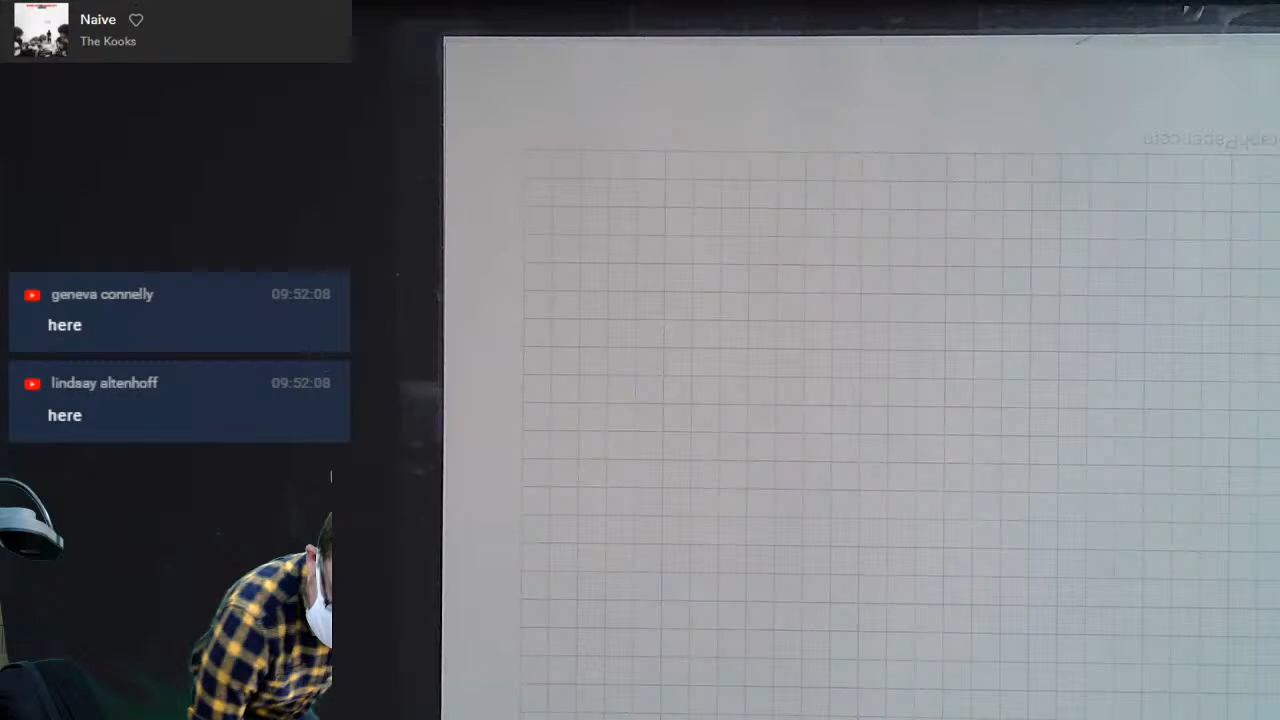 Naive
The Kooks
geneva connelly 09:52:08
here
lindsay altenhoff 09:52:08
here